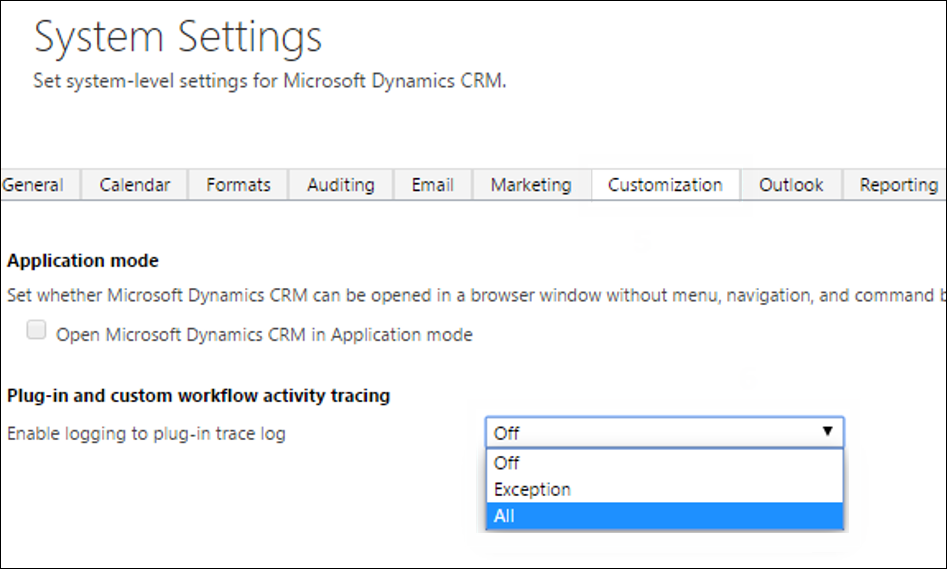 System Settings
Set system-level settings for Microsoft Dynamics CRM.
General Calendar Formats Auditing Email Marketing Customization Outlook Reporting
Application mode
Set whether Microsoft Dynamics CRM can be opened in a browser window without menu, navigation, and command
Open Microsoft Dynamics CRM in Application mode
Plug-in and custom workflow activity tracing
Enable logging to plug-in trace log Off
Off
Exception
All